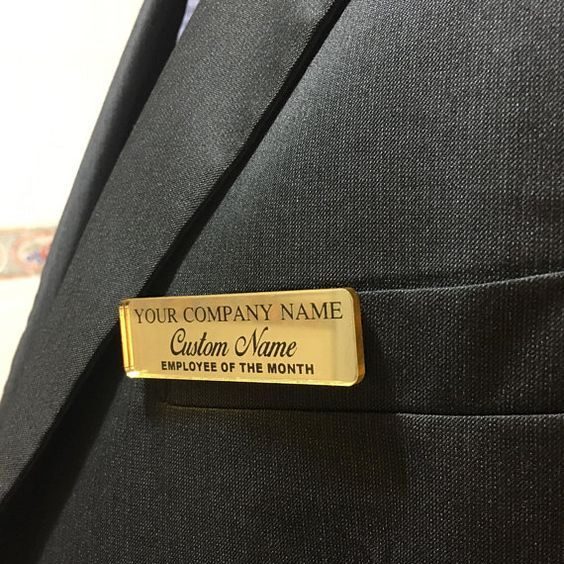 YOUR COMPANY NAME
Custom Name
EMPLOYEE OF THE MONTH